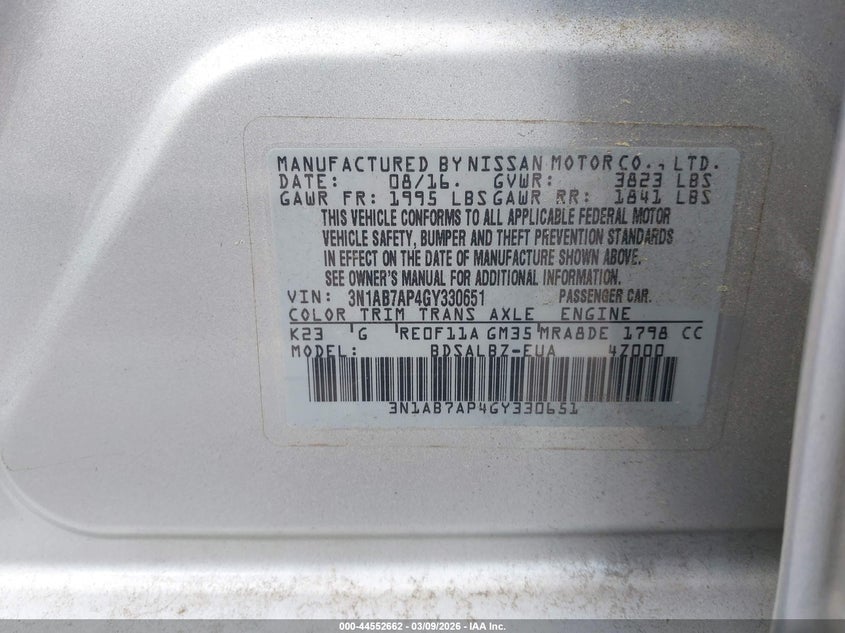 MANUFACTURED BY NISSAN MOTOR CO., LTD.
DATE: 08/16. GVWR: 3823 LBS
GAWR FR: 1995 LBS GAWR RR: 1841 LBS
THIS VEHICLE CONFORMS TO ALL APPLICABLE FEDERAL MOTOR
VEHICLE SAFETY, BUMPER AND THEFT PREVENTION STANDARDS
IN EFFECT ON THE DATE OF MANUFACTURE SHOWN ABOVE.
SEE OWNER'S MANUAL FOR ADDITIONAL INFORMATION.
VIN: 3N1AB7AP4GY330651 PASSENGER CAR.
COLOR TRIM TRANS AXLE ENGINE
K23 G RE0F11A GM35 MRA8DE 1798 CC
MODEL: BDSALBZ-EUA 4Z000
3N1AB7AP4GY330651
000-44552662 - 03/09/2026 - IAA Inc.